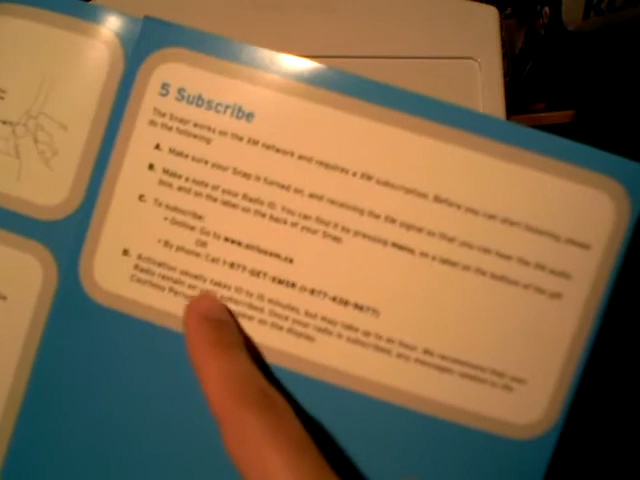 5 Subscribe
The Snap! works on the XM network and requires a XM subscription. Before you can start listening, please
do the following:
A. Make sure your Snap is turned on, and receiving the XM signal so that you can hear the XM audio
B. Make a note of your Radio ID. You can find it by pressing menu, on a label on the bottom of the gift
box, and on the label on the back of your Snap.
C. To subscribe:
• Online: Go to
OR
• By phone: Call 1-877-GET-XMSR (1-877-438-9677)
D. Activation usually takes 10 to 15 minutes, but may take up to an hour. We recommend that your
Radio remain on subscribed. Once your radio is subscribed, any messages related to the
Courtesy appear on the display.